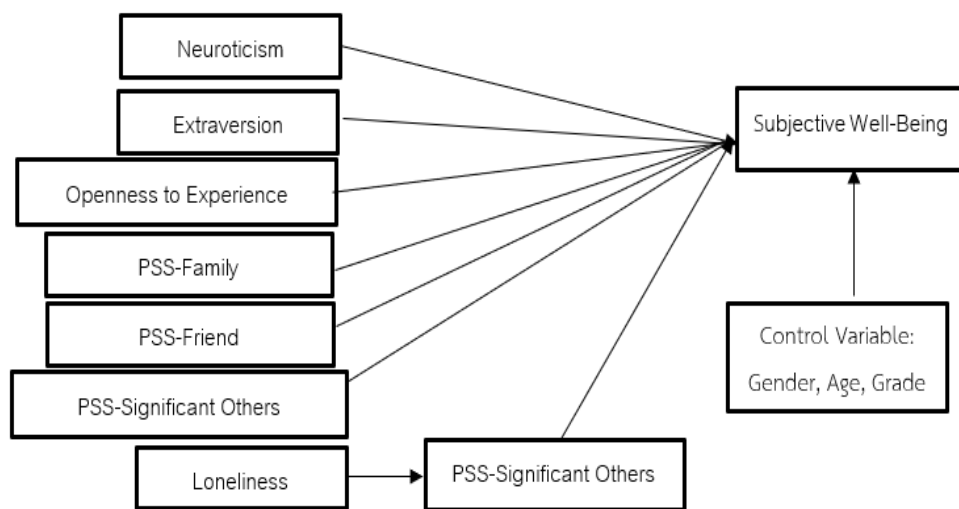 Neuroticism
Extraversion
Openness to Experience
PSS-Family
PSS-Friend
PSS-Significant Others
Loneliness
PSS-Significant Others
Subjective Well-Being
Control Variable:
Gender, Age, Grade